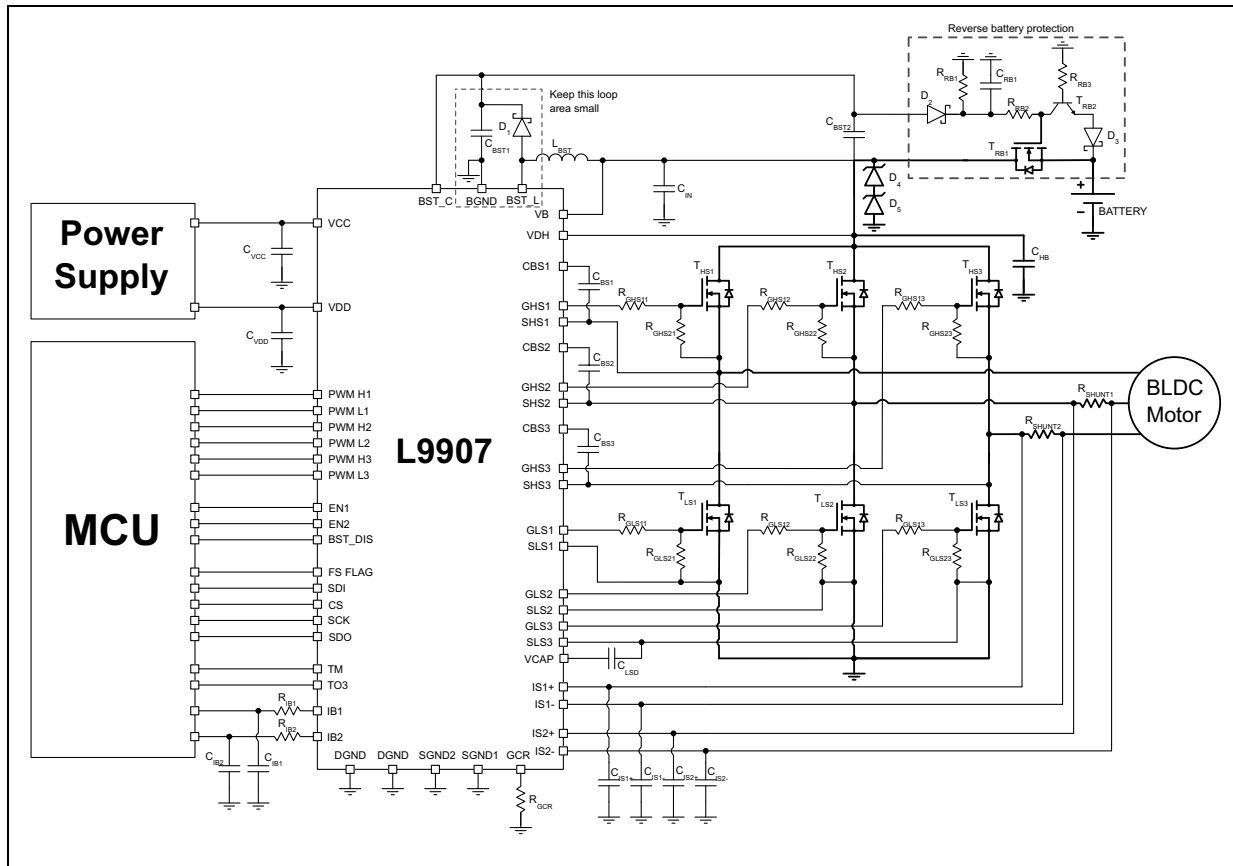 Reverse battery protection
R RB1
C RB1
R RB3
D 2
R RB2
T RB2
T RB1
D 3
Keep this loop
area small
D 1
C BST1
L BST
C BST2
C IN
D 4
D 5
+
-
BATTERY
BST_C
BGND
BST_L
VB
VDH
Power
Supply
C VCC
C VDD
VCC
VDD
CBS1
C BS1
GHS1
SHS1
CBS2
C BS2
GHS2
SHS2
CBS3
C BS3
GHS3
SHS3
T HS1
T HS2
T HS3
C HB
R GHS11
R GHS12
R GHS13
R GHS21
R GHS22
R GHS23
R SHUNT1
R SHUNT2
BLDC
Motor
L9907
MCU
PWM H1
PWM L1
PWM H2
PWM L2
PWM H3
PWM L3
EN1
EN2
BST_DIS
FS FLAG
SDI
CS
SCK
SDO
TM
TO3
R IB1
IB1
R IB2
IB2
C IB2
C IB1
T LS1
T LS2
T LS3
GLS1
SLS1
R GLS11
R GLS12
R GLS13
R GLS21
R GLS22
R GLS23
GLS2
SLS2
GLS3
SLS3
VCAP
C LSD
IS1+
IS1-
IS2+
IS2-
DGND
DGND
SGND2
SGND1
GCR
R GCR
C IS1+
C IS1-
C IS2+
C IS2-